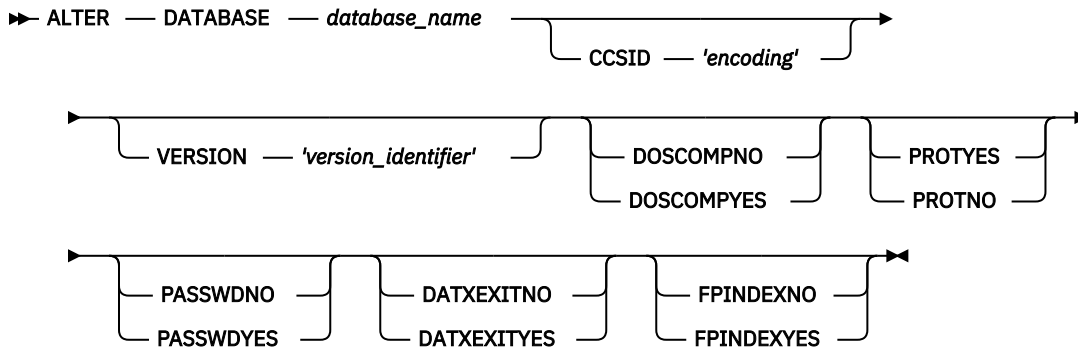 ALTER DATABASE database_name
CCSID 'encoding'
VERSION 'version_identifier' DOSCOMPNO PROTYES
DOSCOMPYES PROTNO
PASSWDNO DATXEXITNO FPINDEXNO
PASSWDYES DATXEXITYES FPINDEXYES